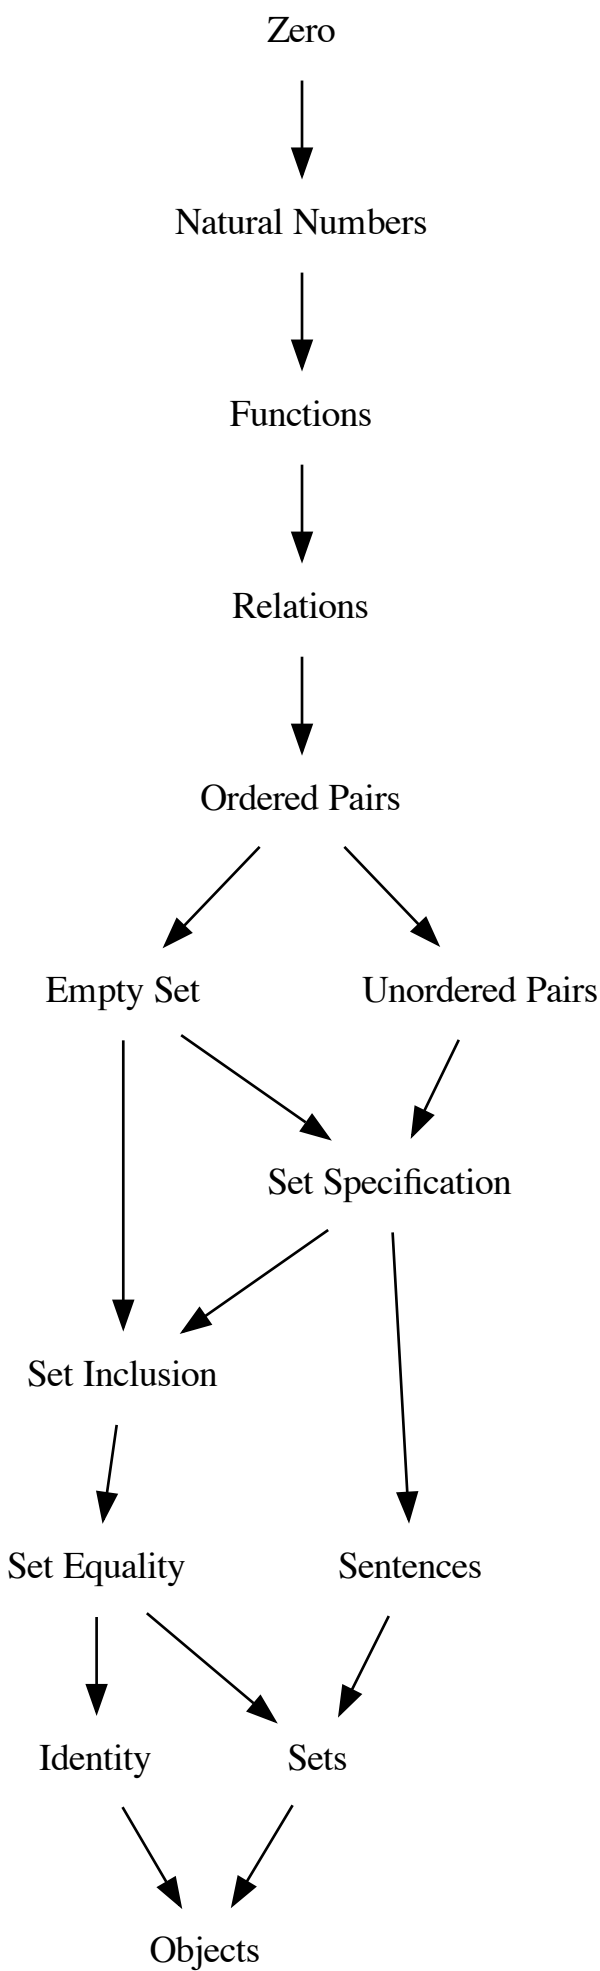 Zero
Natural Numbers
Functions
Relations
Ordered Pairs
Empty Set
Unordered Pairs
Set Specification
Set Inclusion
Set Equality
Sentences
Identity
Sets
Objects